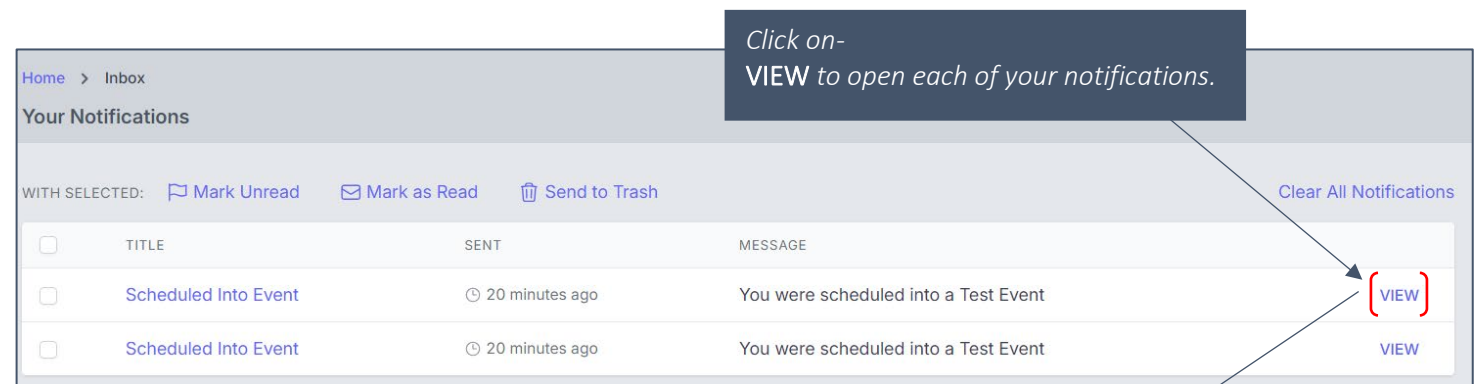 Click on-
VIEW to open each of your notifications.
Home > Inbox
Your Notifications
WITH SELECTED: Mark Unread Mark as Read Send to Trash Clear All Notifications
TITLE SENT MESSAGE
Scheduled Into Event 20 minutes ago You were scheduled into a Test Event VIEW
Scheduled Into Event 20 minutes ago You were scheduled into a Test Event VIEW